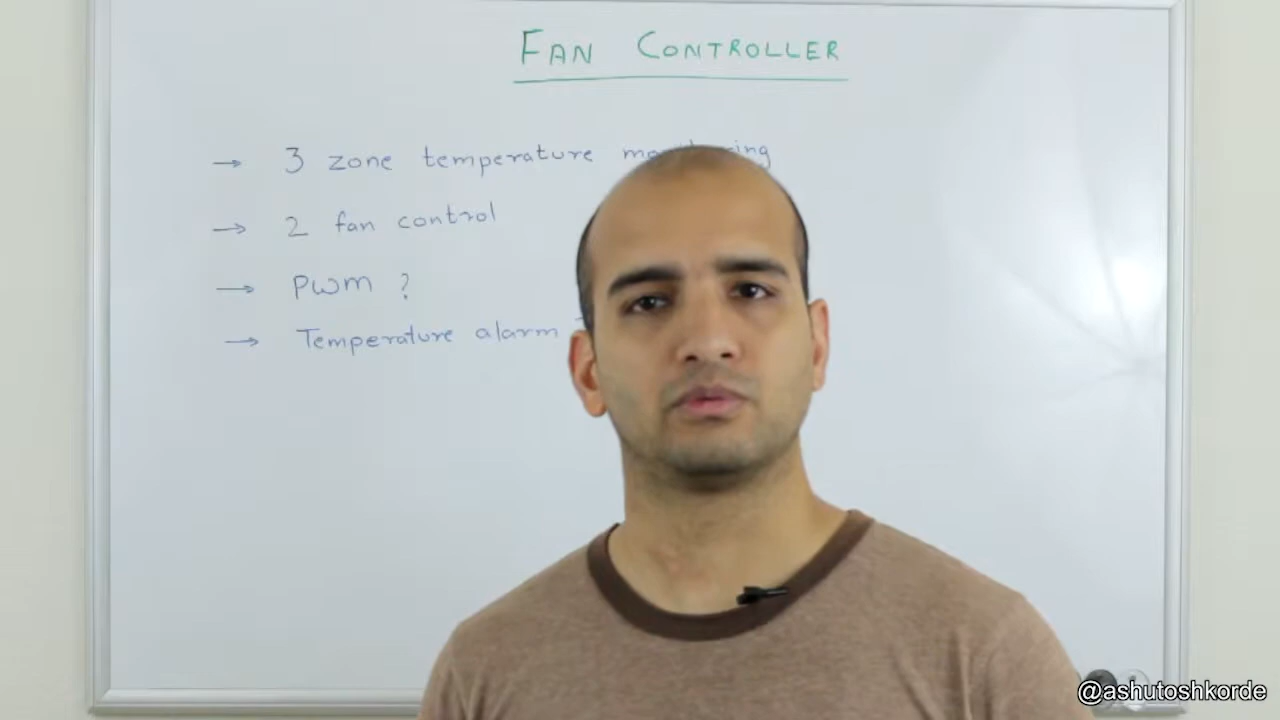 FAN CONTROLLER
→ 3 zone temperature
→ 2 fan control
→ PWM ?
→ Temperature alarm
@ashutoshkorde